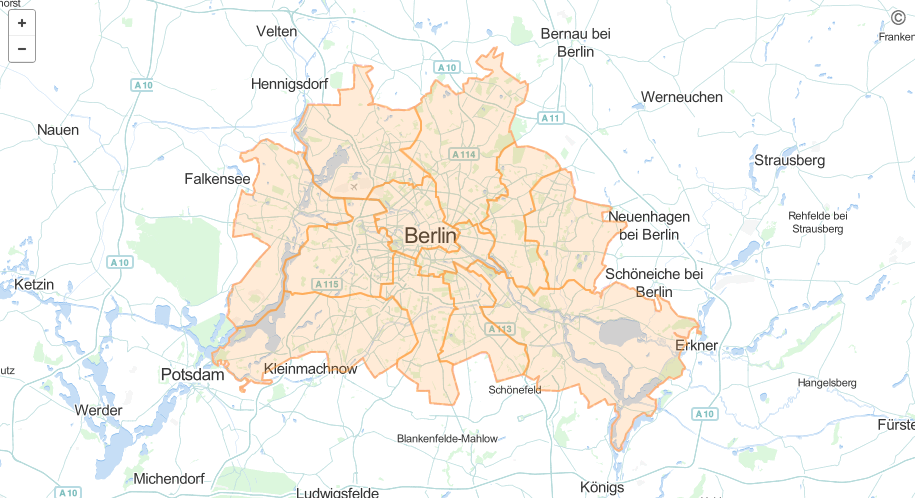 horst
+
−
Velten
Bernau bei
Berlin
©
Franken
A 10
A 10
Hennigsdorf
Werneuchen
A 11
Nauen
A 114
Strausberg
Falkensee
Neuenhagen
bei Berlin
Rehfelde bei
Strausberg
Berlin
A 10
Schöneiche bei
Berlin
Ketzin
A 115
A 113
Erkner
utz
Potsdam
Kleinmachnow
Schönefeld
Hangelsberg
Werder
A 10
Fürste
Blankenfelde-Mahlow
Michendorf
A 10
Ludwigsfelde
Königs